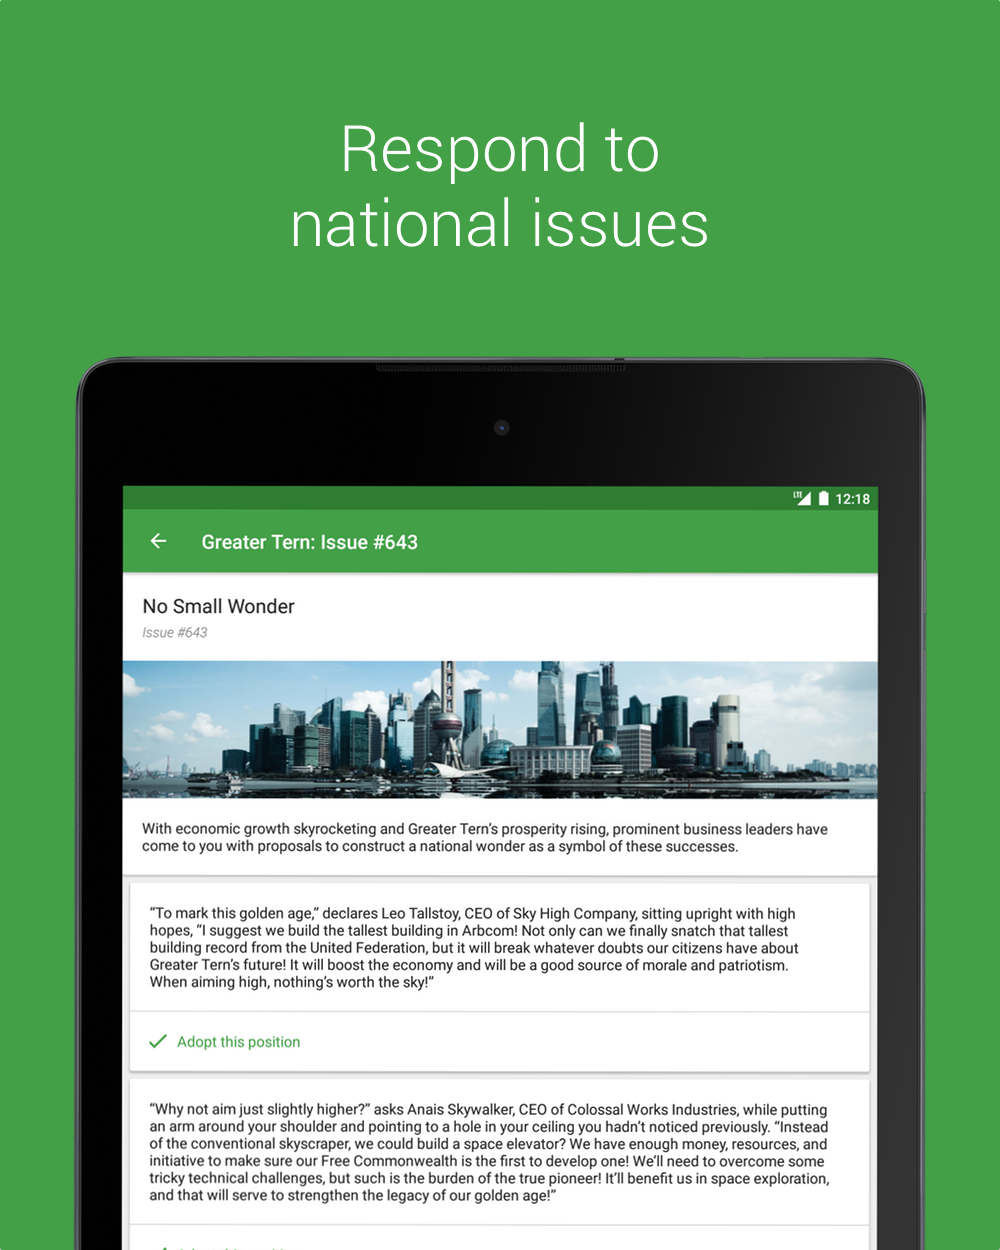 Respond to
national issues
LTE 12:18
Greater Tern: Issue #643
No Small Wonder
Issue #643
With economic growth skyrocketing and Greater Tern's prosperity rising, prominent business leaders have
come to you with proposals to construct a national wonder as a symbol of these successes.
“To mark this golden age,” declares Leo Tallstoy, CEO of Sky High Company, sitting upright with high
hopes, “I suggest we build the tallest building in Arbcom! Not only can we finally snatch that tallest
building record from the United Federation, but it will break whatever doubts our citizens have about
Greater Tern's future! It will boost the economy and will be a good source of morale and patriotism.
When aiming high, nothing's worth the sky!”
Adopt this position
“Why not aim just slightly higher?” asks Anais Skywalker, CEO of Colossal Works Industries, while putting
an arm around your shoulder and pointing to a hole in your ceiling you hadn't noticed previously. “Instead
of the conventional skyscraper, we could build a space elevator? We have enough money, resources, and
initiative to make sure our Free Commonwealth is the first to develop one! We'll need to overcome some
tricky technical challenges, but such is the burden of the true pioneer! It'll benefit us in space exploration,
and that will serve to strengthen the legacy of our golden age!”